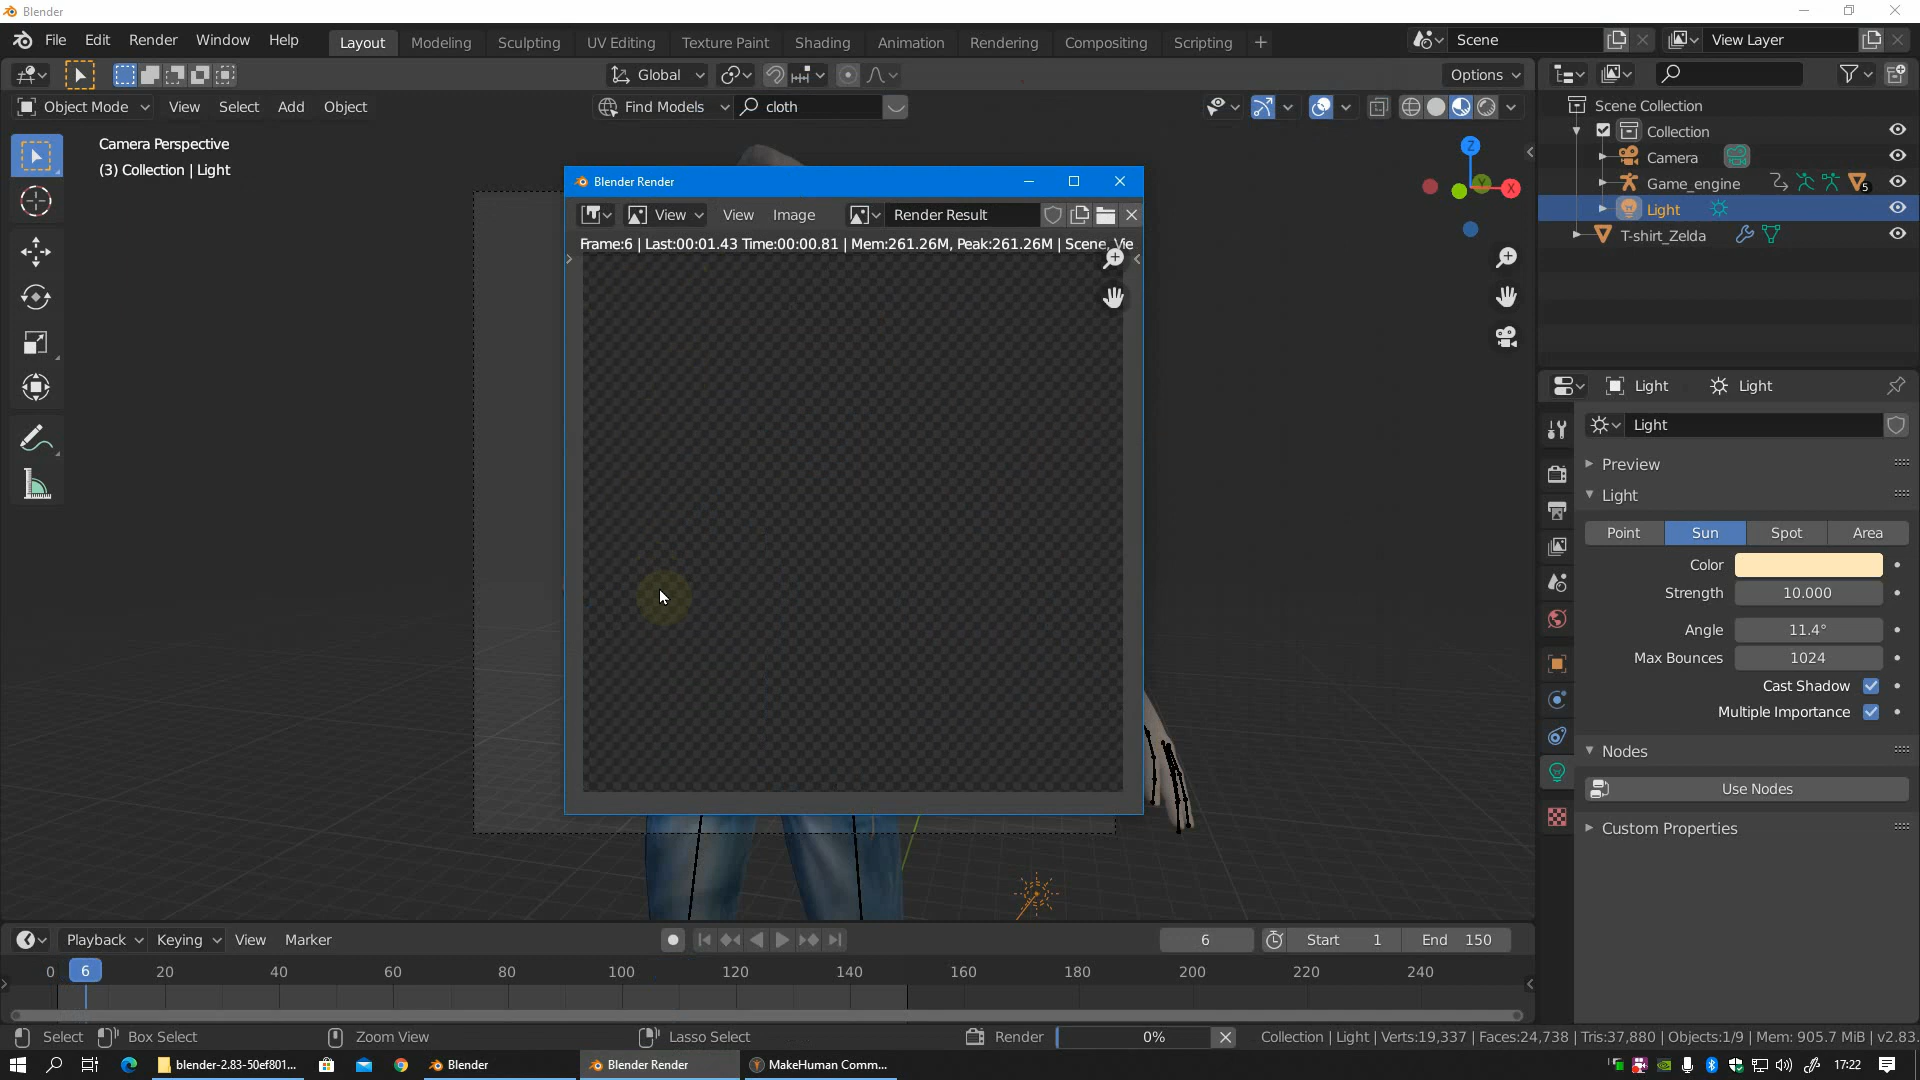 Blender
File Edit Render Window Help Layout Modeling Sculpting UV Editing Texture Paint Shading Animation Rendering Compositing Scripting Scene View Layer
Global Options
Object Mode View Select Add Object Find Models cloth
Camera Perspective
(3) Collection | Light
Z
Y
X
Blender Render
View View Image Render Result
Frame:6 | Last:00:01.43 Time:00:00.81 | Mem:261.26M, Peak:261.26M | Scene, Vie
Scene Collection
Collection
Camera
Game_engine 5
Light
T-shirt_Zelda
Light Light
Light
Preview
Light
Point Sun Spot Area
Color
Strength 10.000
Angle 11.4°
Max Bounces 1024
Cast Shadow
Multiple Importance
Nodes
Use Nodes
Custom Properties
Playback Keying View Marker 6 Start 1 End 150
0 6 20 40 60 80 100 120 140 160 180 200 220 240
Select Box Select Zoom View Lasso Select Render 0% Collection | Light | Verts:19,337 | Faces:24,738 | Tris:37,880 | Objects:1/9 | Mem: 905.7 MiB | v2.83.
blender-2.83-50ef801... Blender Blender Render MakeHuman Comm... 17:22